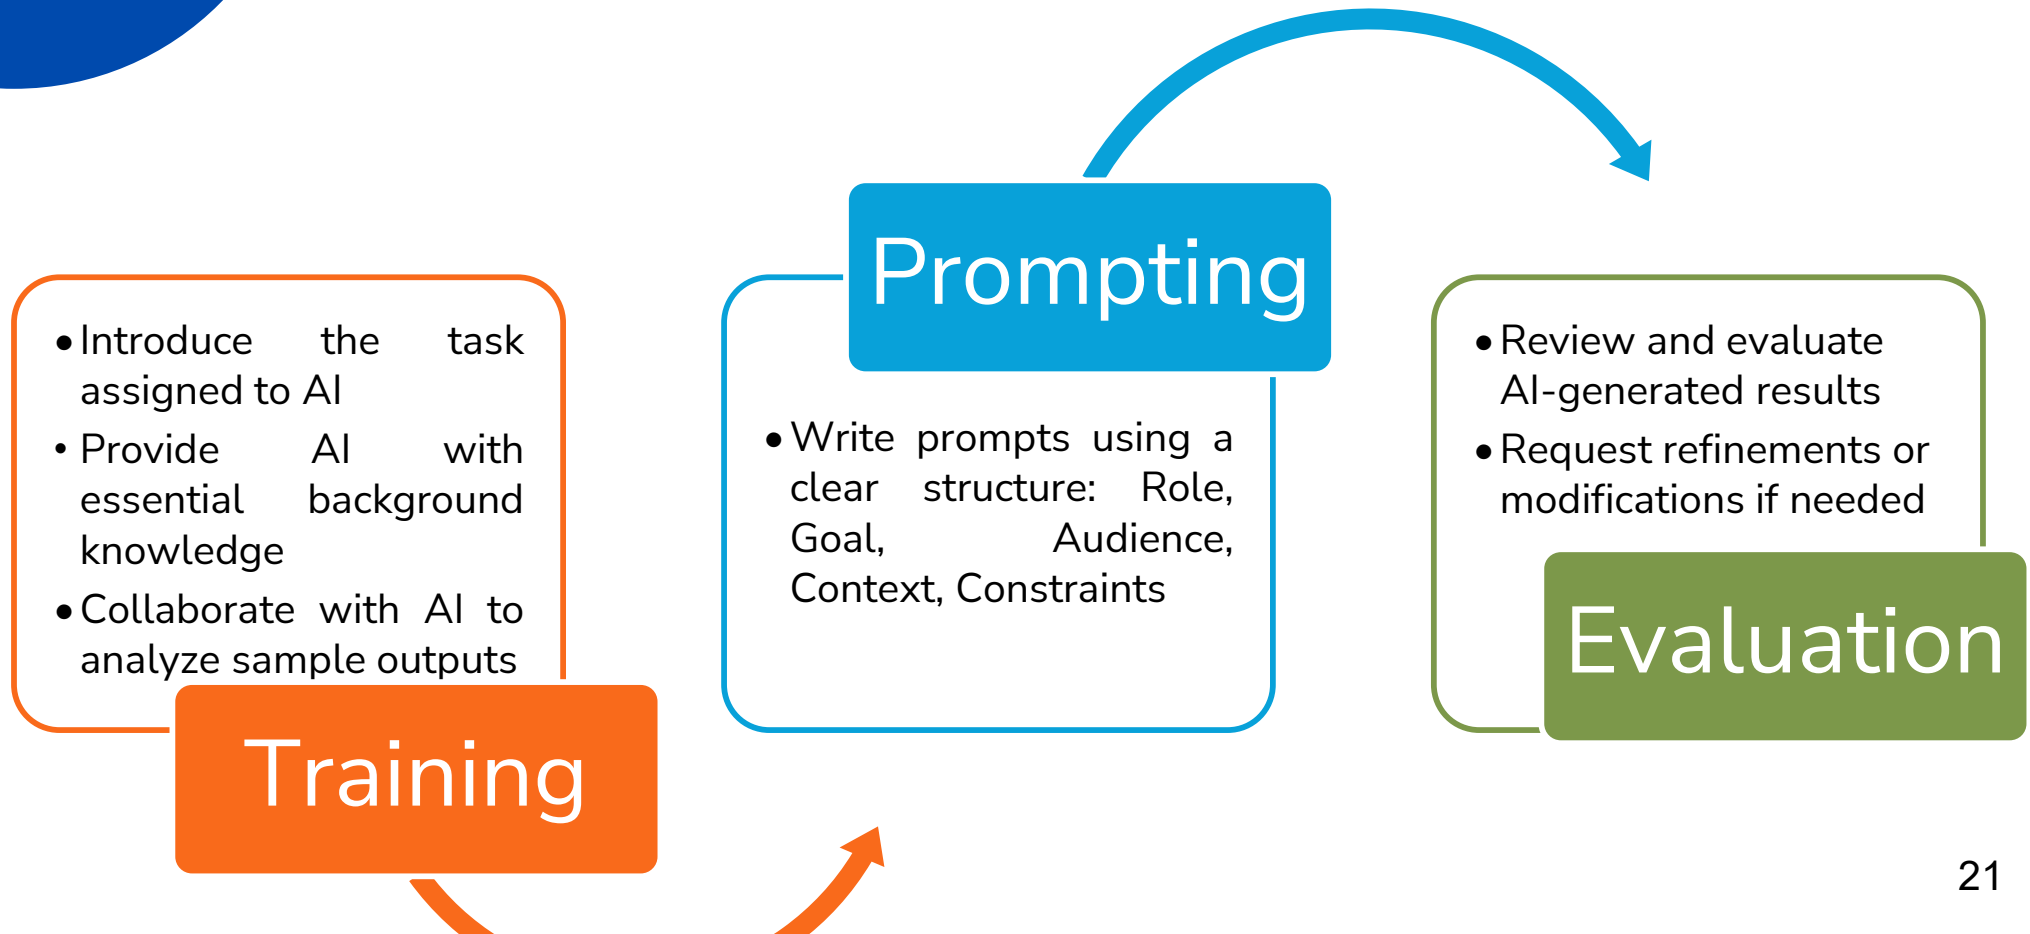 • Introduce the task
assigned to AI
• Provide AI with
essential background
knowledge
• Collaborate with AI to
analyze sample outputs
Training
Prompting
• Write prompts using a
clear structure: Role,
Goal, Audience,
Context, Constraints
• Review and evaluate
AI-generated results
• Request refinements or
modifications if needed
Evaluation
21